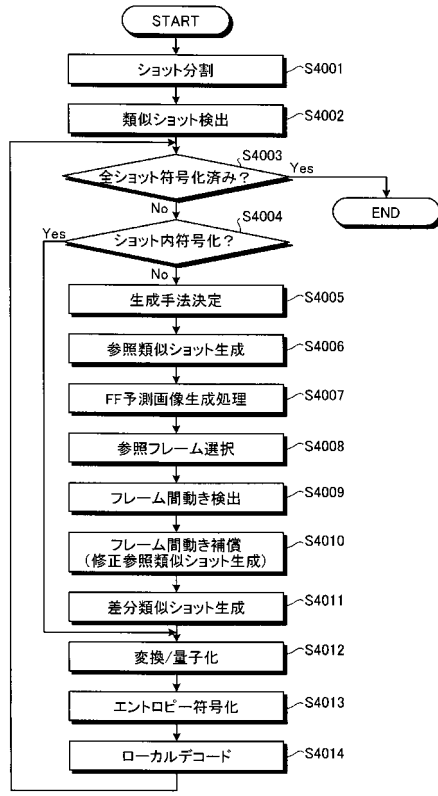 START
ショット分割
S4001
類似ショット検出
S4002
S4003
全ショット符号化済み?
Yes
No
END
S4004
Yes
ショット内符号化?
No
生成手法決定
S4005
参照類似ショット生成
S4006
FF予測画像生成処理
S4007
参照フレーム選択
S4008
フレーム間動き検出
S4009
フレーム間動き補償
(修正参照類似ショット生成)
S4010
差分類似ショット生成
S4011
変換/量子化
S4012
エントロピー符号化
S4013
ローカルデコード
S4014